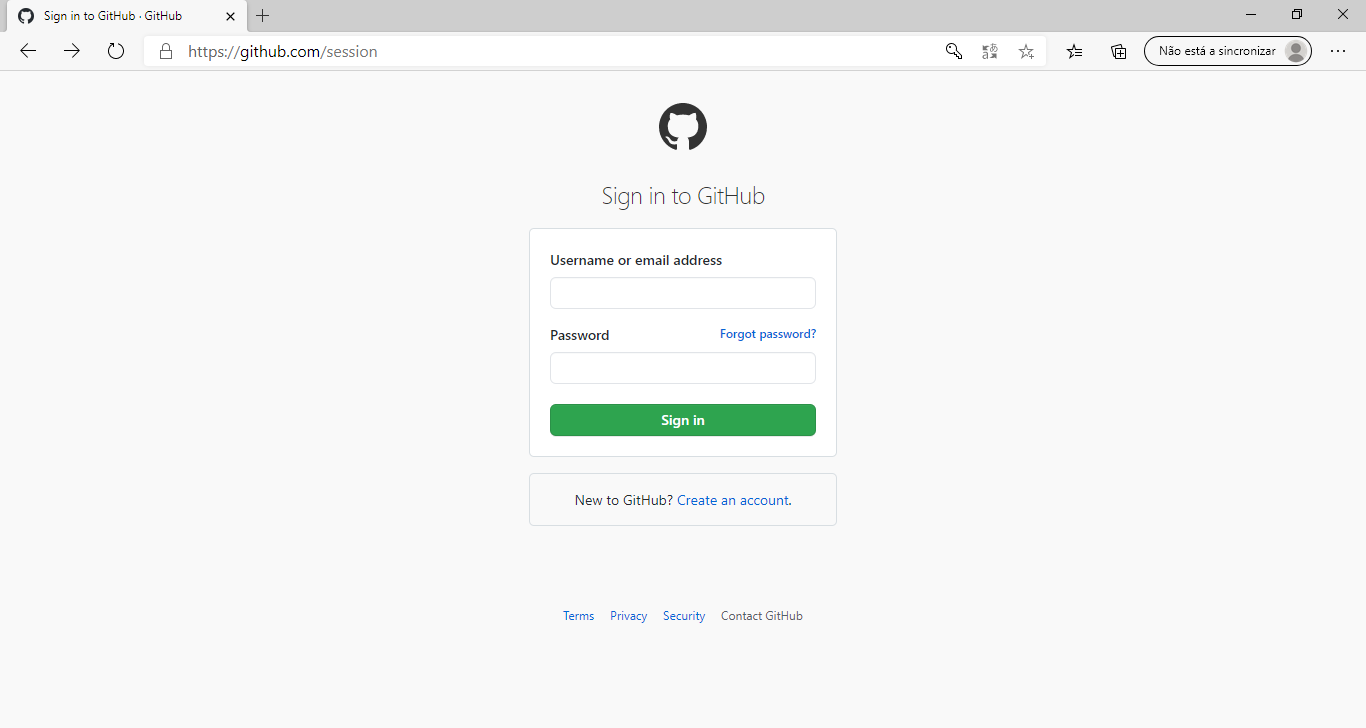 Sign in to GitHub · GitHub
https://github.com/session
Não está a sincronizar
Sign in to GitHub
Username or email address
Password Forgot password?
Sign in
New to GitHub? Create an account.
Terms Privacy Security Contact GitHub